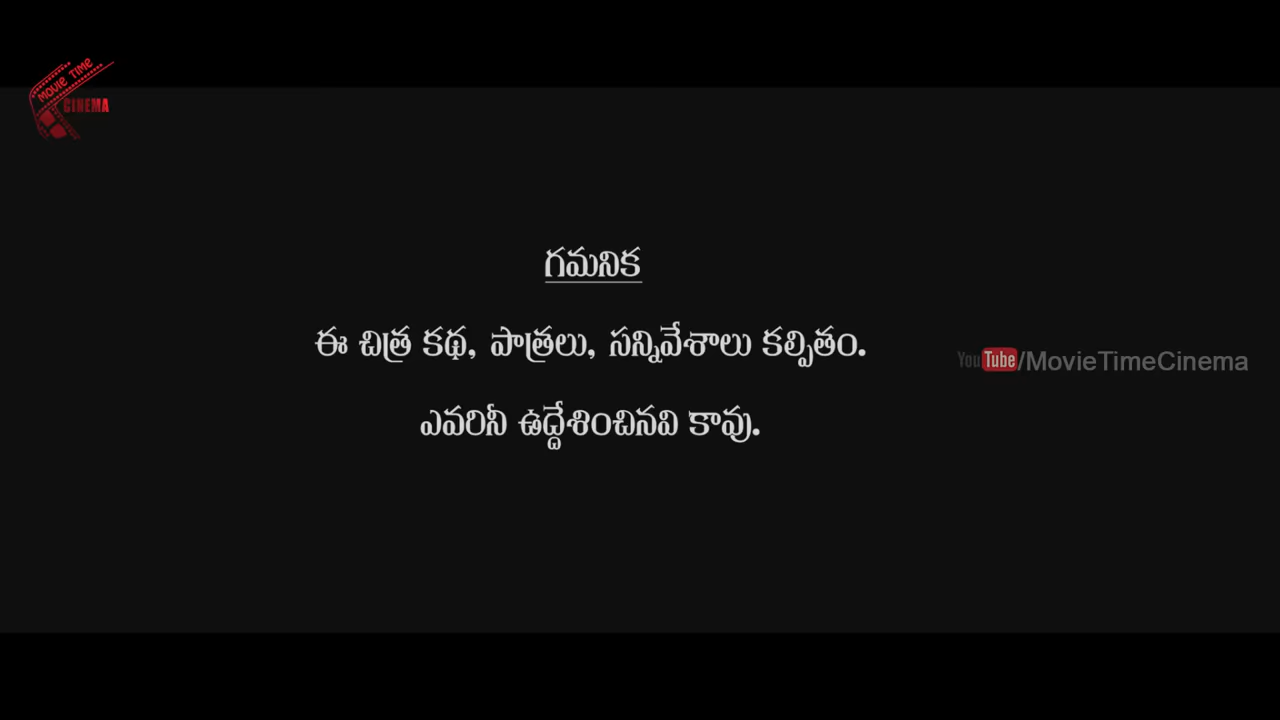 MOVIE TIME
CINEMA
గమనిక
ఈ చిత్ర కథ, పాత్రలు, సన్నివేశాలు కల్పితం.
YouTube/MovieTimeCinema
ఎవరినీ ఉద్దేశించినవి కావు.